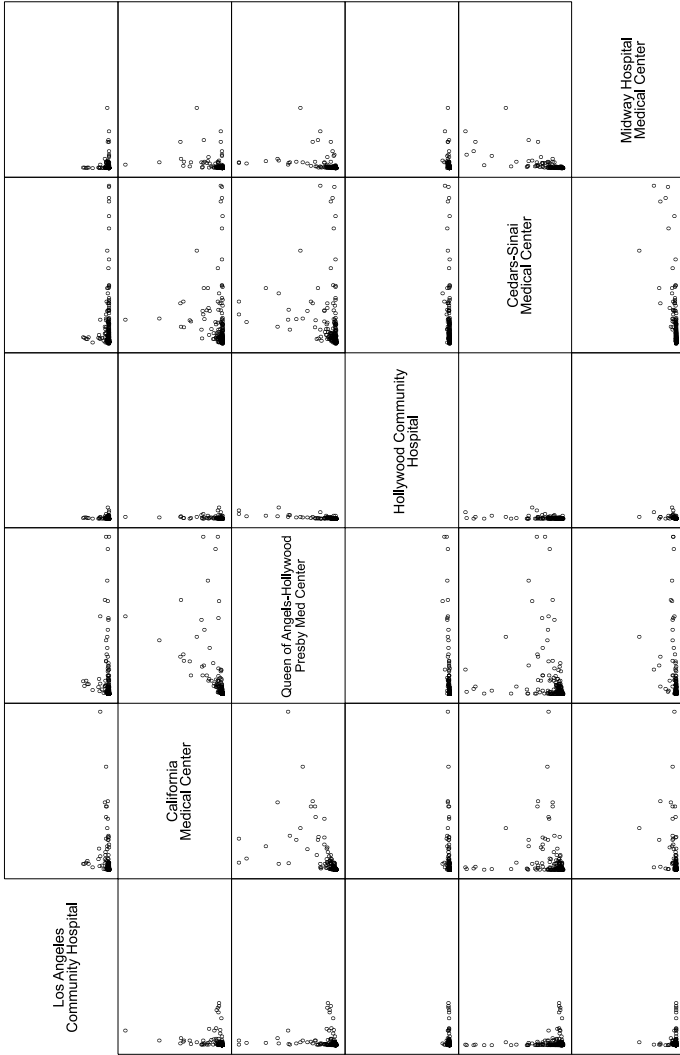 Los Angeles
Community Hospital
California
Medical Center
Queen of Angels-Hollywood
Presby Med Center
Hollywood Community
Hospital
Cedars-Sinai
Medical Center
Midway Hospital
Medical Center